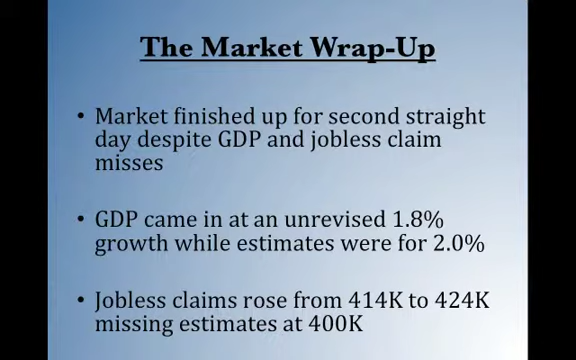 The Market Wrap-Up
• Market finished up for second straight
day despite GDP and jobless claim
misses
• GDP came in at an unrevised 1.8%
growth while estimates were for 2.0%
• Jobless claims rose from 414K to 424K
missing estimates at 400K